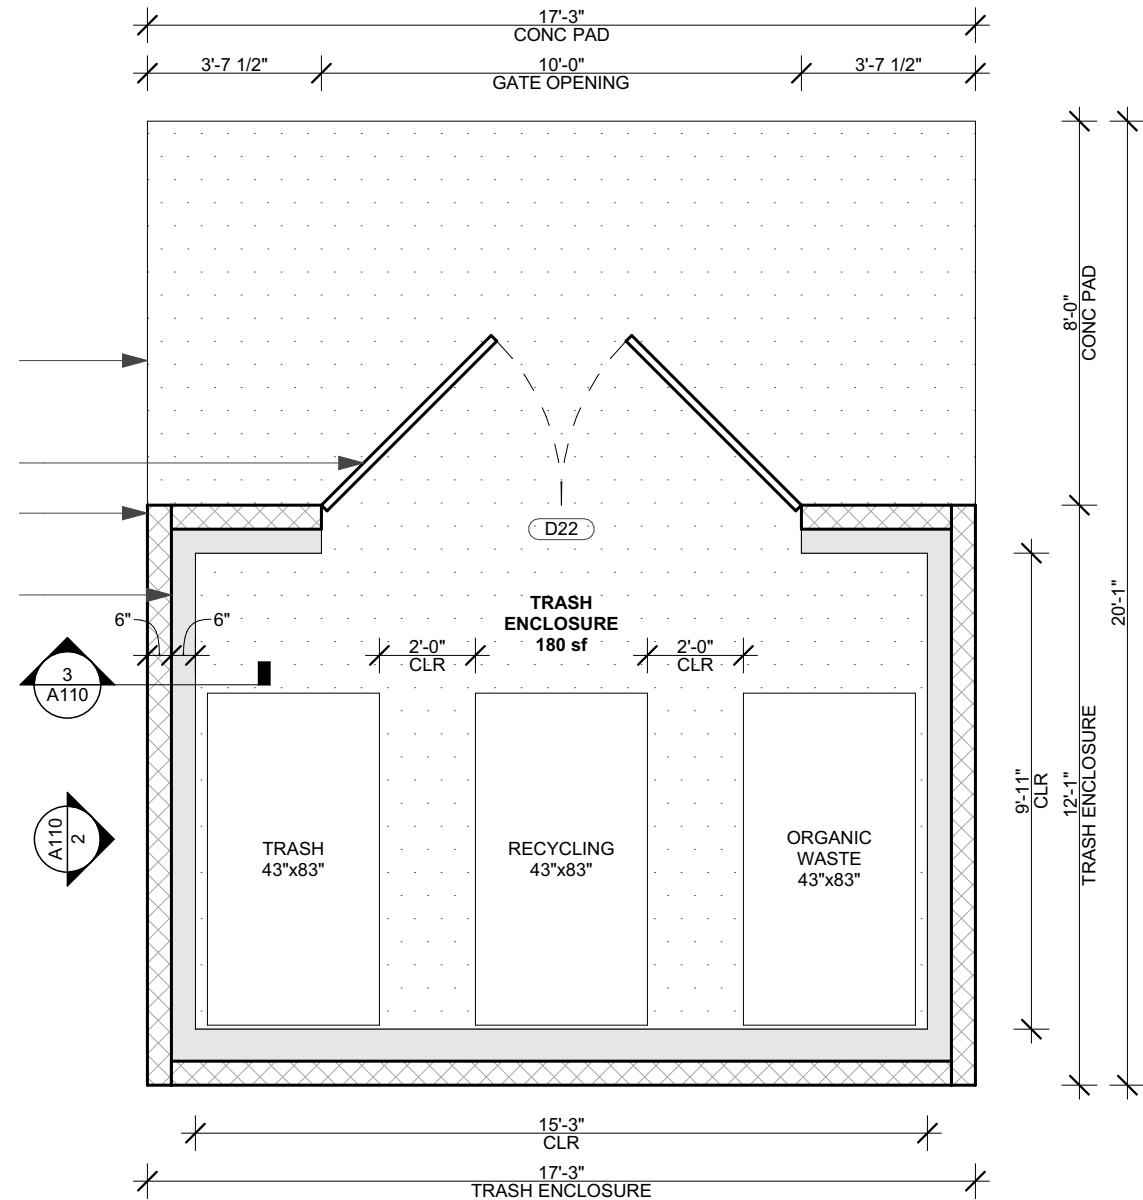 17'-3"
CONC PAD
3'-7 1/2"
10'-0"
GATE OPENING
3'-7 1/2"
8'-0"
CONC PAD
20'-1"
D22
TRASH
ENCLOSURE
180 sf
6"
6"
2'-0"
CLR
2'-0"
CLR
3
A110
A110
2
TRASH
43"x83"
RECYCLING
43"x83"
ORGANIC
WASTE
43"x83"
9'-11"
CLR
12'-1"
TRASH ENCLOSURE
15'-3"
CLR
17'-3"
TRASH ENCLOSURE